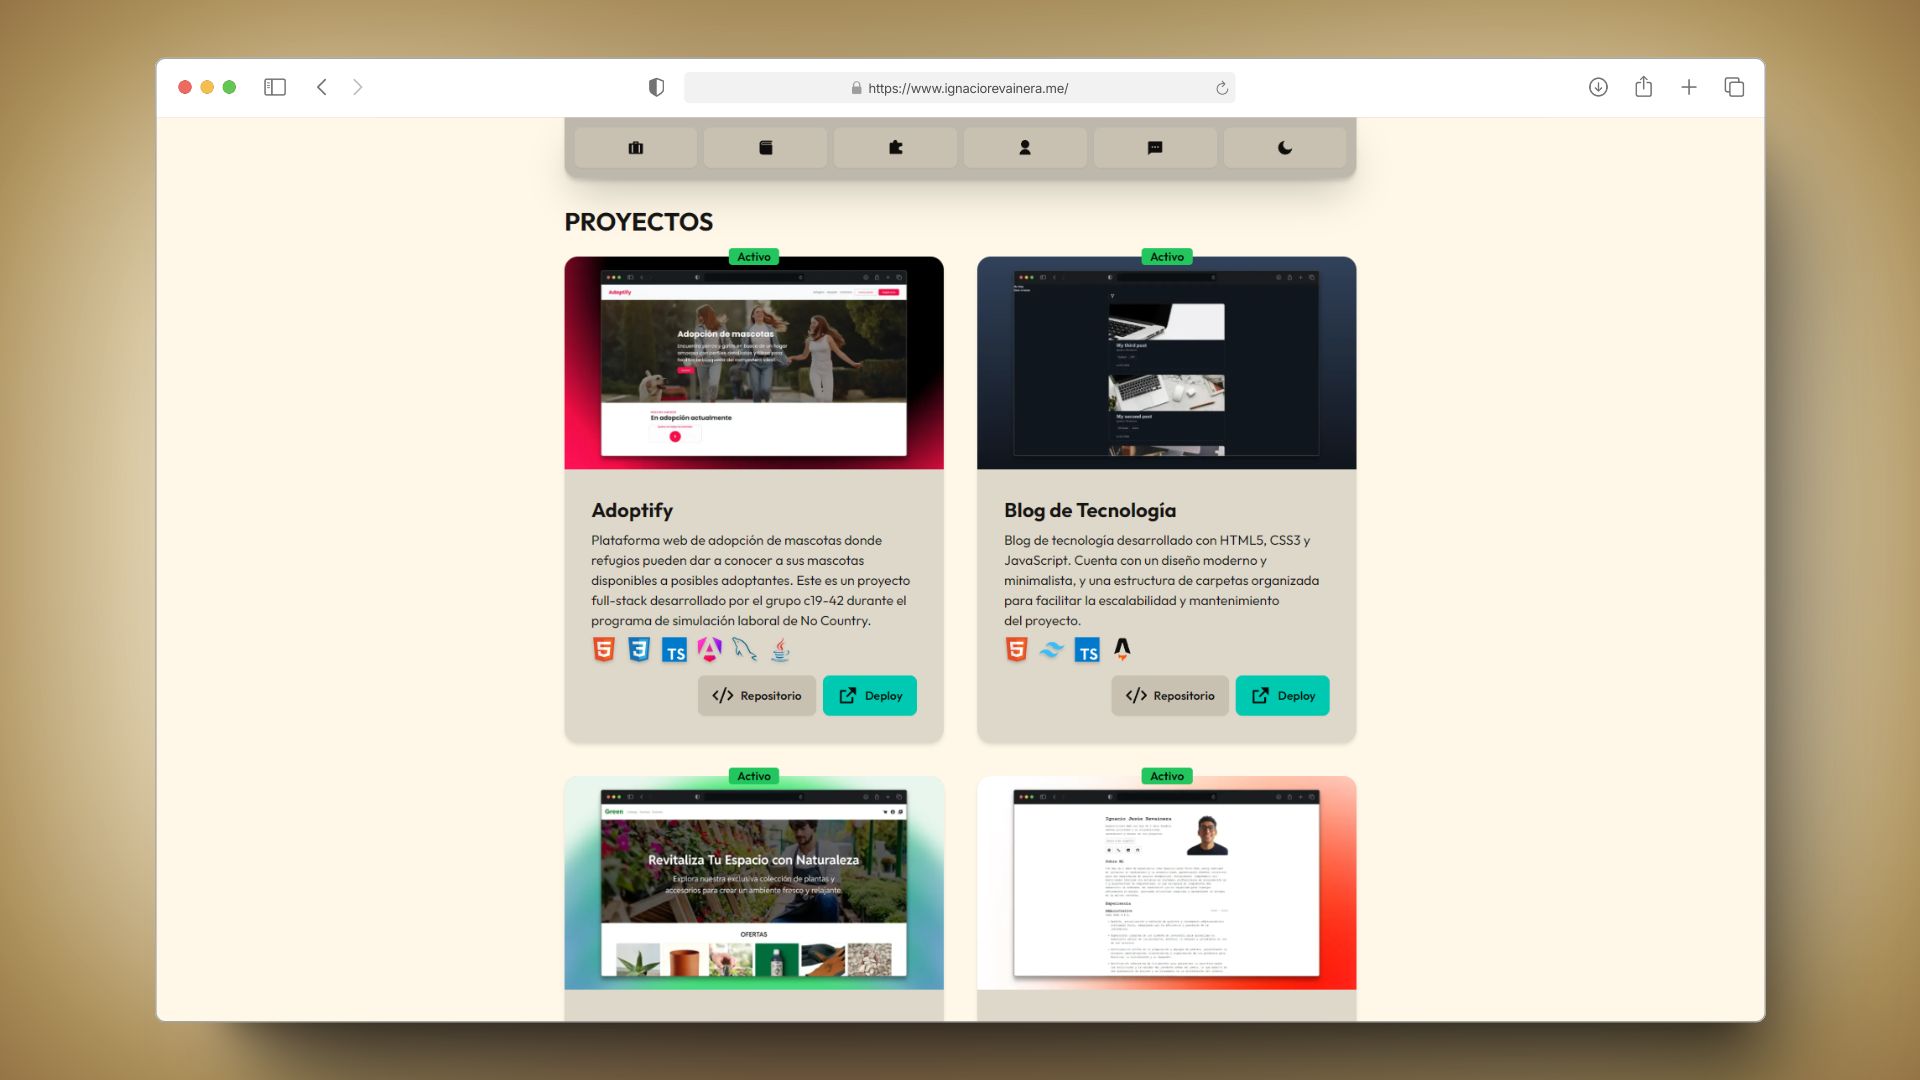 https://www.ignaciorevainera.me/
PROYECTOS
Activo
Activo
Adoptify
Adopción de mascotas
En adopción actualmente
My third post
My second post
Adoptify
Plataforma web de adopción de mascotas donde
refugios pueden dar a conocer a sus mascotas
disponibles a posibles adoptantes. Este es un proyecto
full-stack desarrollado por el grupo c19-42 durante el
programa de simulación laboral de No Country.
TS
Repositorio
Deploy
Blog de Tecnología
Blog de tecnología desarrollado con HTML5, CSS3 y
JavaScript. Cuenta con un diseño moderno y
minimalista, y una estructura de carpetas organizada
para facilitar la escalabilidad y mantenimiento
del proyecto.
TS
Repositorio
Deploy
Activo
Activo
Green
Revitaliza Tu Espacio con Naturaleza
Explora nuestra exclusiva colección de plantas y
accesorios para crear un ambiente fresco y relajante.
OFERTAS
Ignacio Jesús Revainera
Sobre Mí
Experiencia